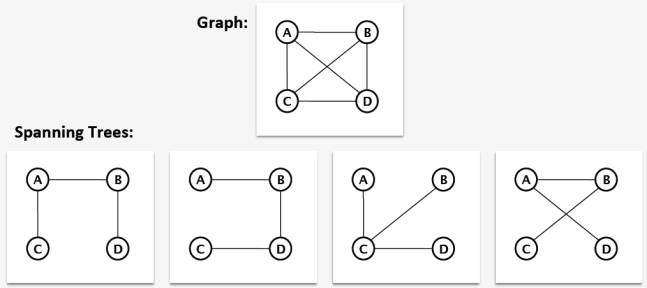 Graph:
A B
C D
Spanning Trees:
A B A B A B A B
C D C D C D C D